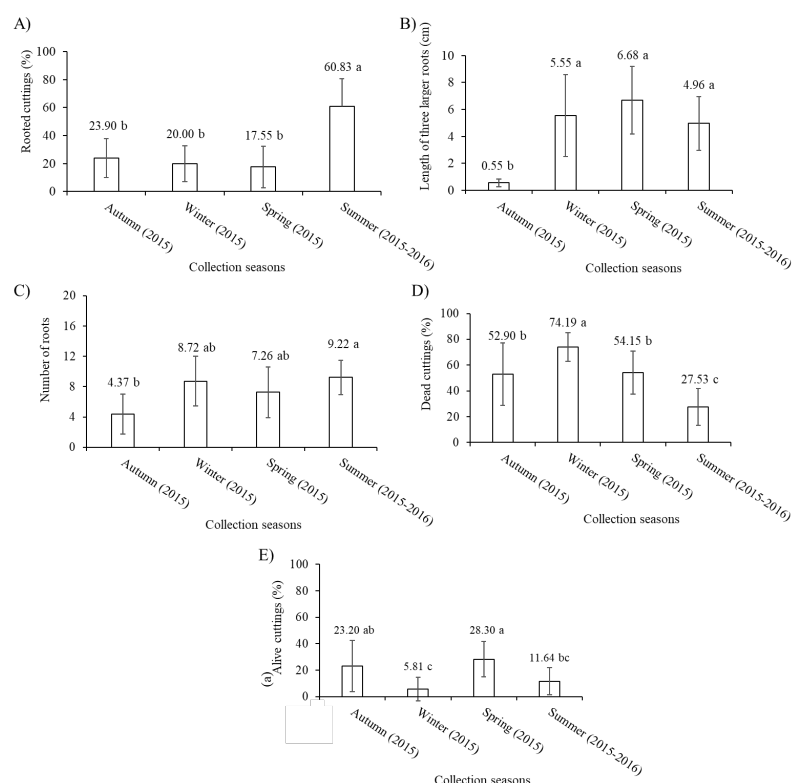 A)
Rooted cuttings (%)
100
80
60
40
20
0
23.90 b
20.00 b
17.55 b
60.83 a
Autumn (2015)
Winter (2015)
Spring (2015)
Summer (2015-2016)
Collection seasons
B)
Length of three larger roots (cm)
10
8
6
4
2
0
0.55 b
5.55 a
6.68 a
4.96 a
Autumn (2015)
Winter (2015)
Spring (2015)
Summer (2015-2016)
Collection seasons
C)
Number of roots
20
16
12
8
4
0
4.37 b
8.72 ab
7.26 ab
9.22 a
Autumn (2015)
Winter (2015)
Spring (2015)
Summer (2015-2016)
Collection seasons
D)
Dead cuttings (%)
100
80
60
40
20
0
52.90 b
74.19 a
54.15 b
27.53 c
Autumn (2015)
Winter (2015)
Spring (2015)
Summer (2015-2016)
Collection seasons
E)
(a)
Alive cuttings (%)
100
80
60
40
20
0
23.20 ab
5.81 c
28.30 a
11.64 bc
Autumn (2015)
Winter (2015)
Spring (2015)
Summer (2015-2016)
Collection seasons